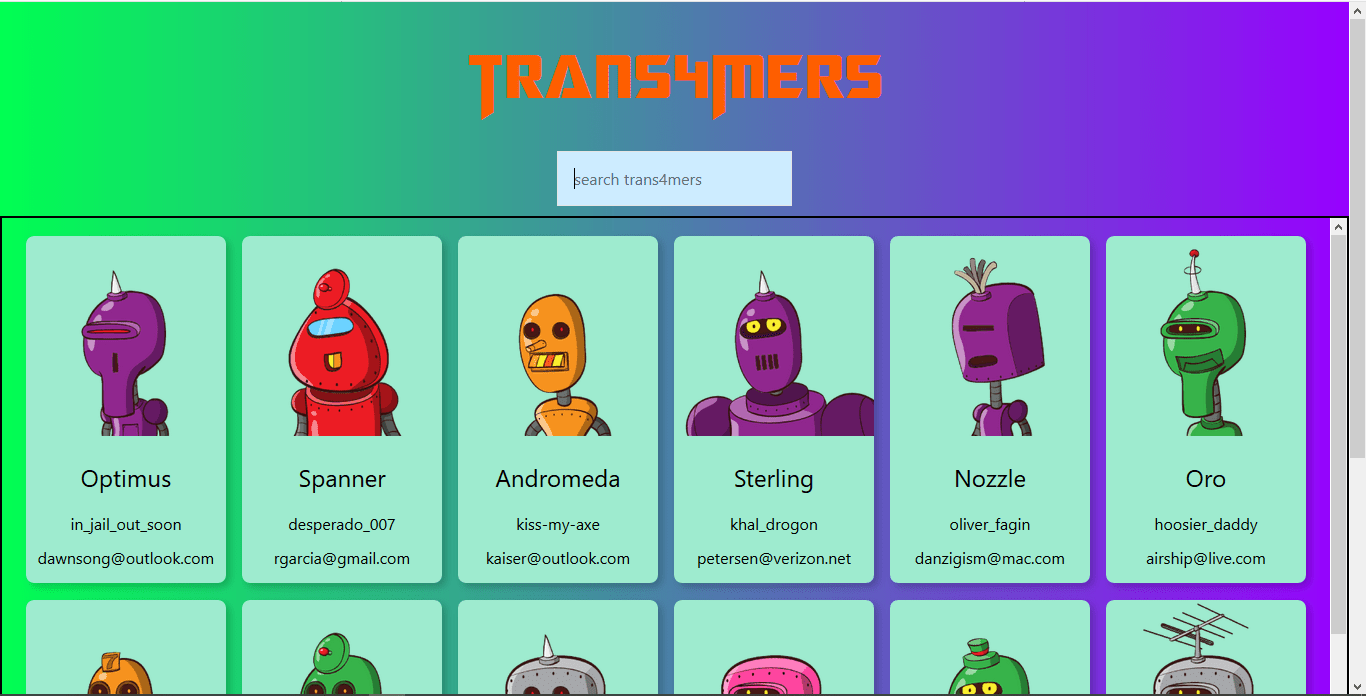 Trans4mers
search trans4mers
Optimus
in_jail_out_soon
dawnsong@outlook.com
Spanner
desperado_007
rgarcia@gmail.com
Andromeda
kiss-my-axe
kaiser@outlook.com
Sterling
khal_drogon
petersen@verizon.net
Nozzle
oliver_fagin
danzigism@mac.com
Oro
hoosier_daddy
airship@live.com
7